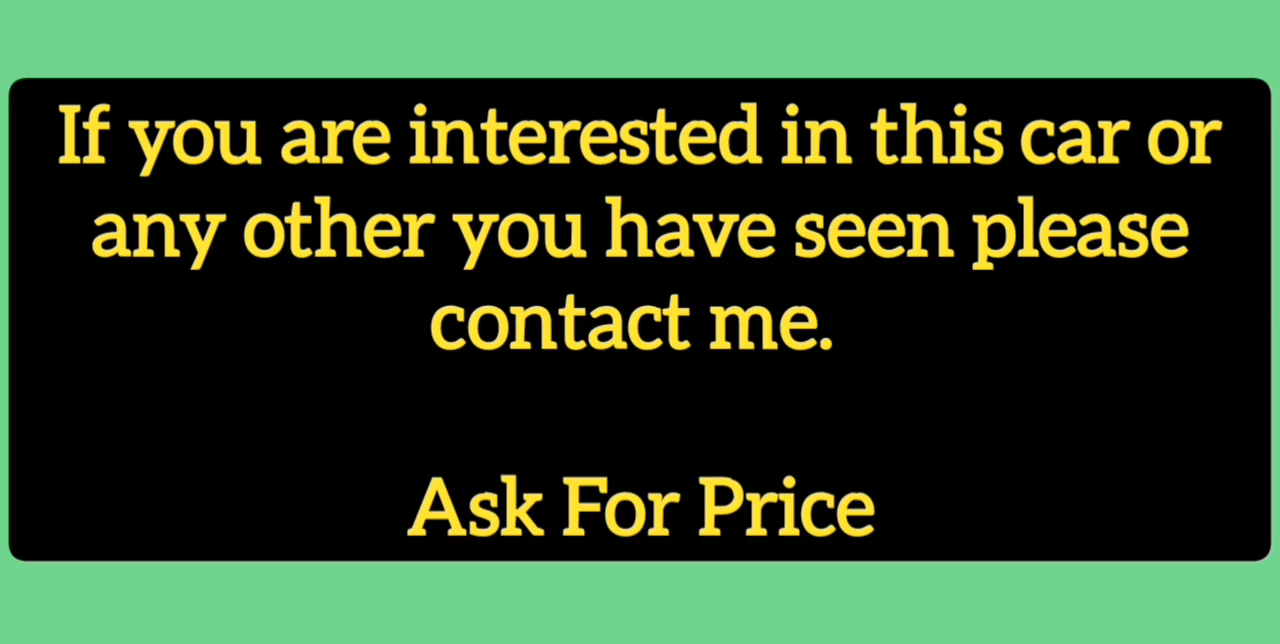 If you are interested in this car or
any other you have seen please
contact me.
Ask For Price